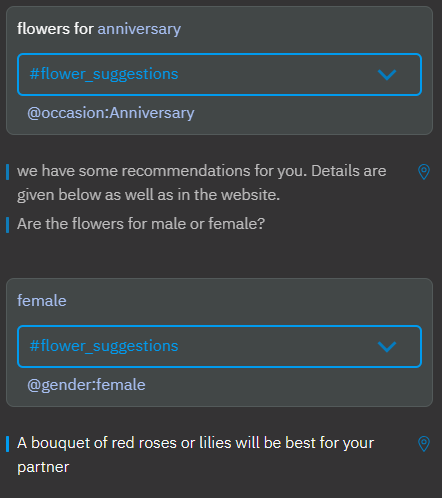 flowers for anniversary
#flower_suggestions
@occasion:Anniversary
we have some recommendations for you. Details are
given below as well as in the website.
Are the flowers for male or female?
female
#flower_suggestions
@gender:female
A bouquet of red roses or lilies will be best for your
partner